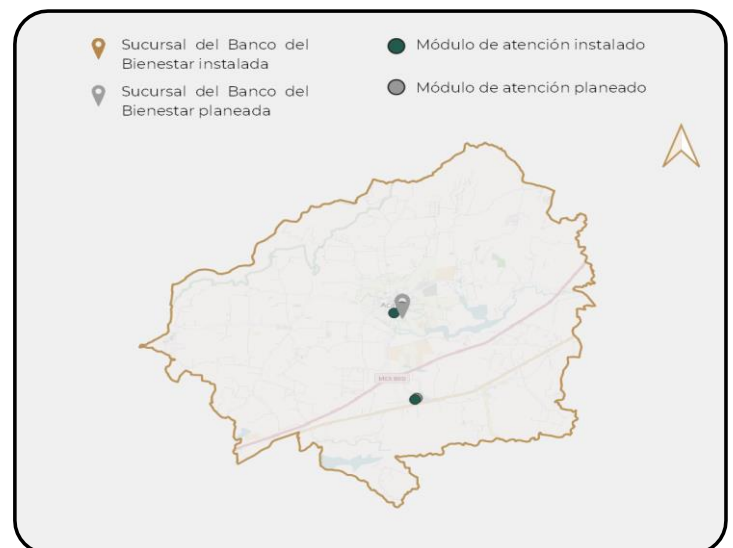 Sucursal del Banco del
Bienestar instalada
Sucursal del Banco del
Bienestar planeada
Módulo de atención instalado
Módulo de atención planeado